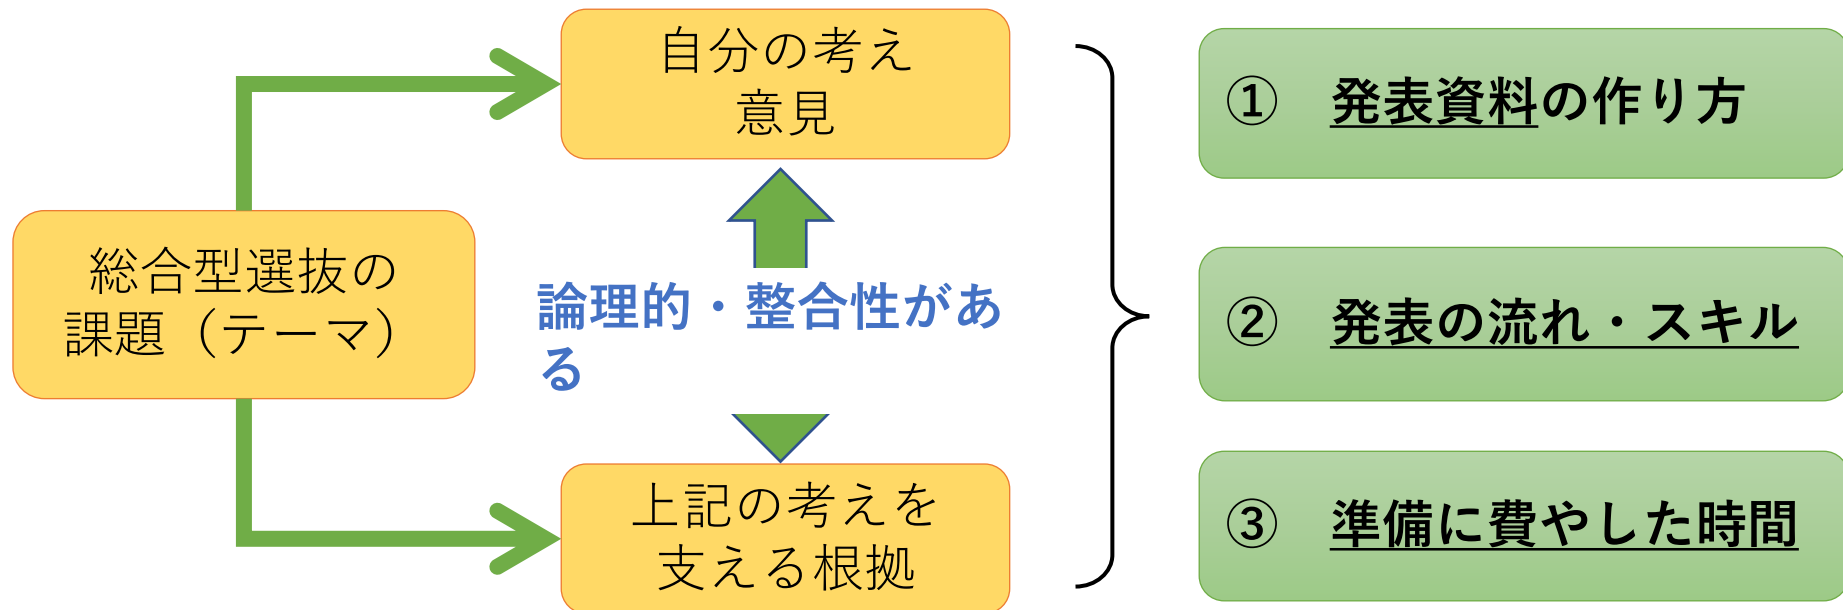 自分の考え
意見
総合型選抜の
課題（テーマ）
論理的・整合性があ
る
上記の考えを
支える根拠
①　発表資料の作り方
②　発表の流れ・スキル
③　準備に費やした時間